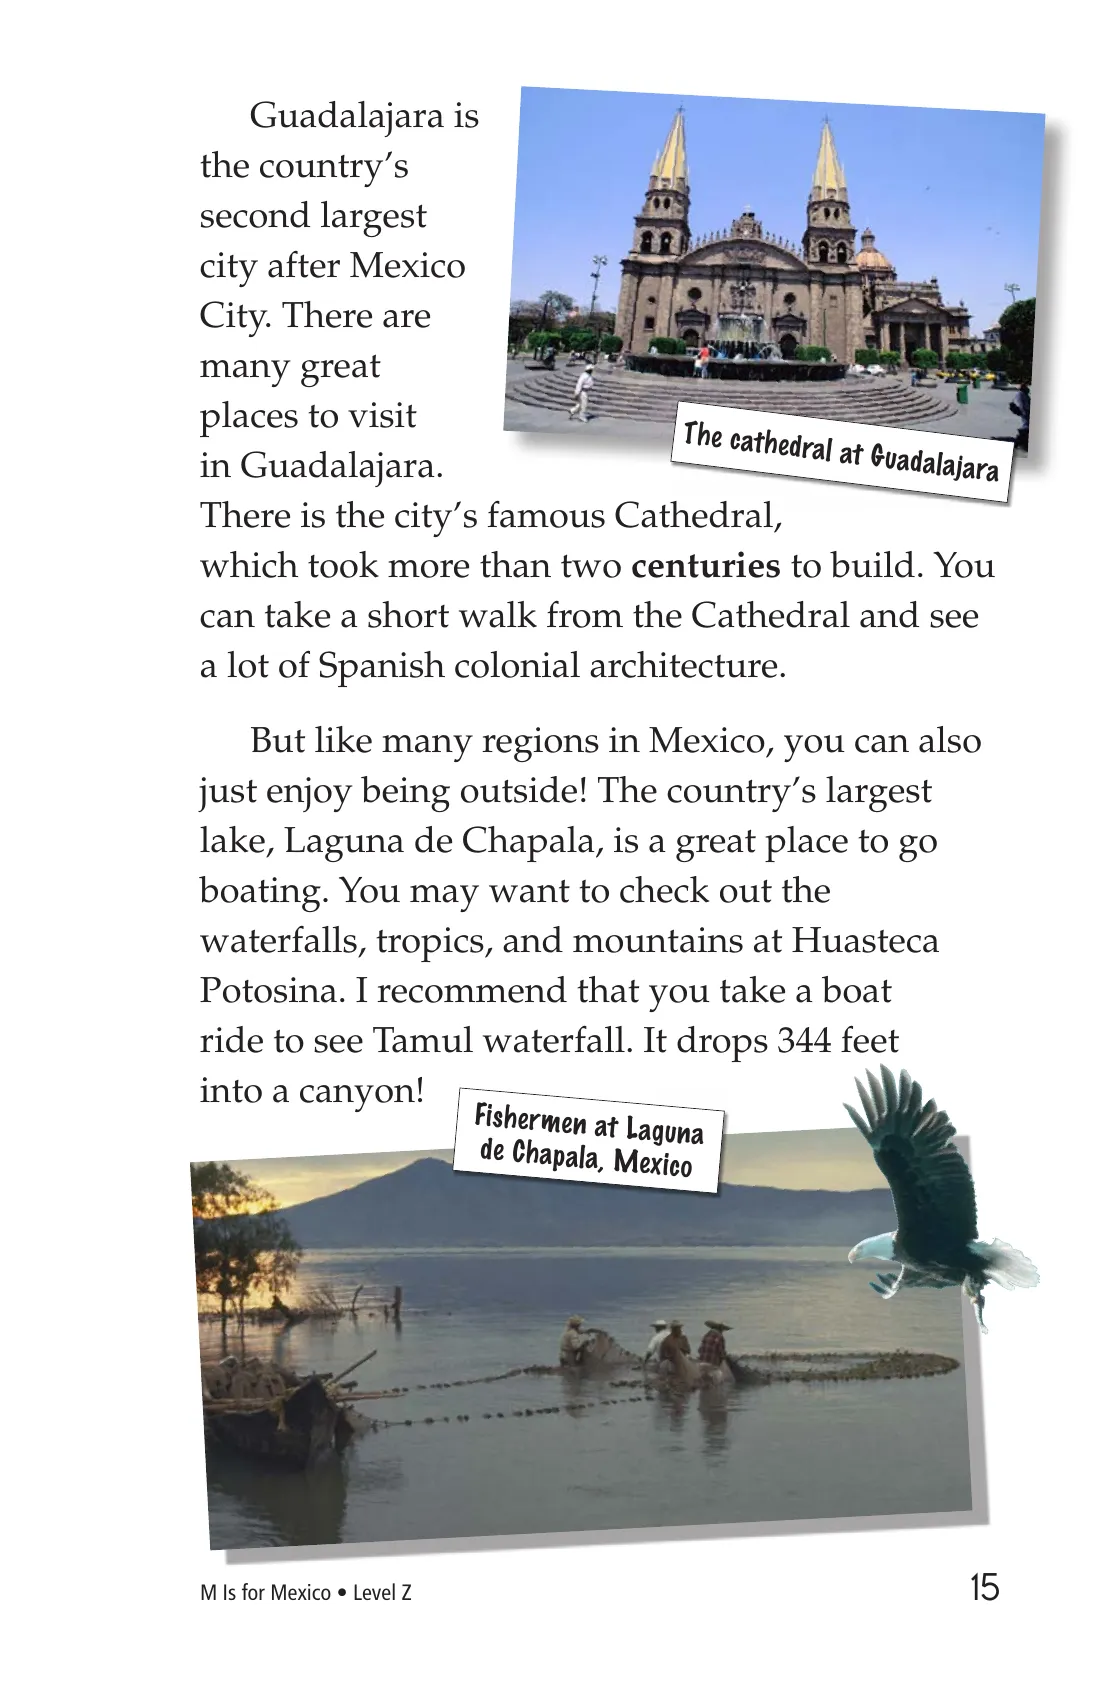 Guadalajara is
the country’s
second largest
city after Mexico
City. There are
many great
places to visit
in Guadalajara.
There is the city’s famous Cathedral,
which took more than two centuries to build. You
can take a short walk from the Cathedral and see
a lot of Spanish colonial architecture.
The cathedral at Guadalajara
But like many regions in Mexico, you can also
just enjoy being outside! The country’s largest
lake, Laguna de Chapala, is a great place to go
boating. You may want to check out the
waterfalls, tropics, and mountains at Huasteca
Potosina. I recommend that you take a boat
ride to see Tamul waterfall. It drops 344 feet
into a canyon!
Fishermen at Laguna
de Chapala, Mexico
M Is for Mexico • Level Z
15